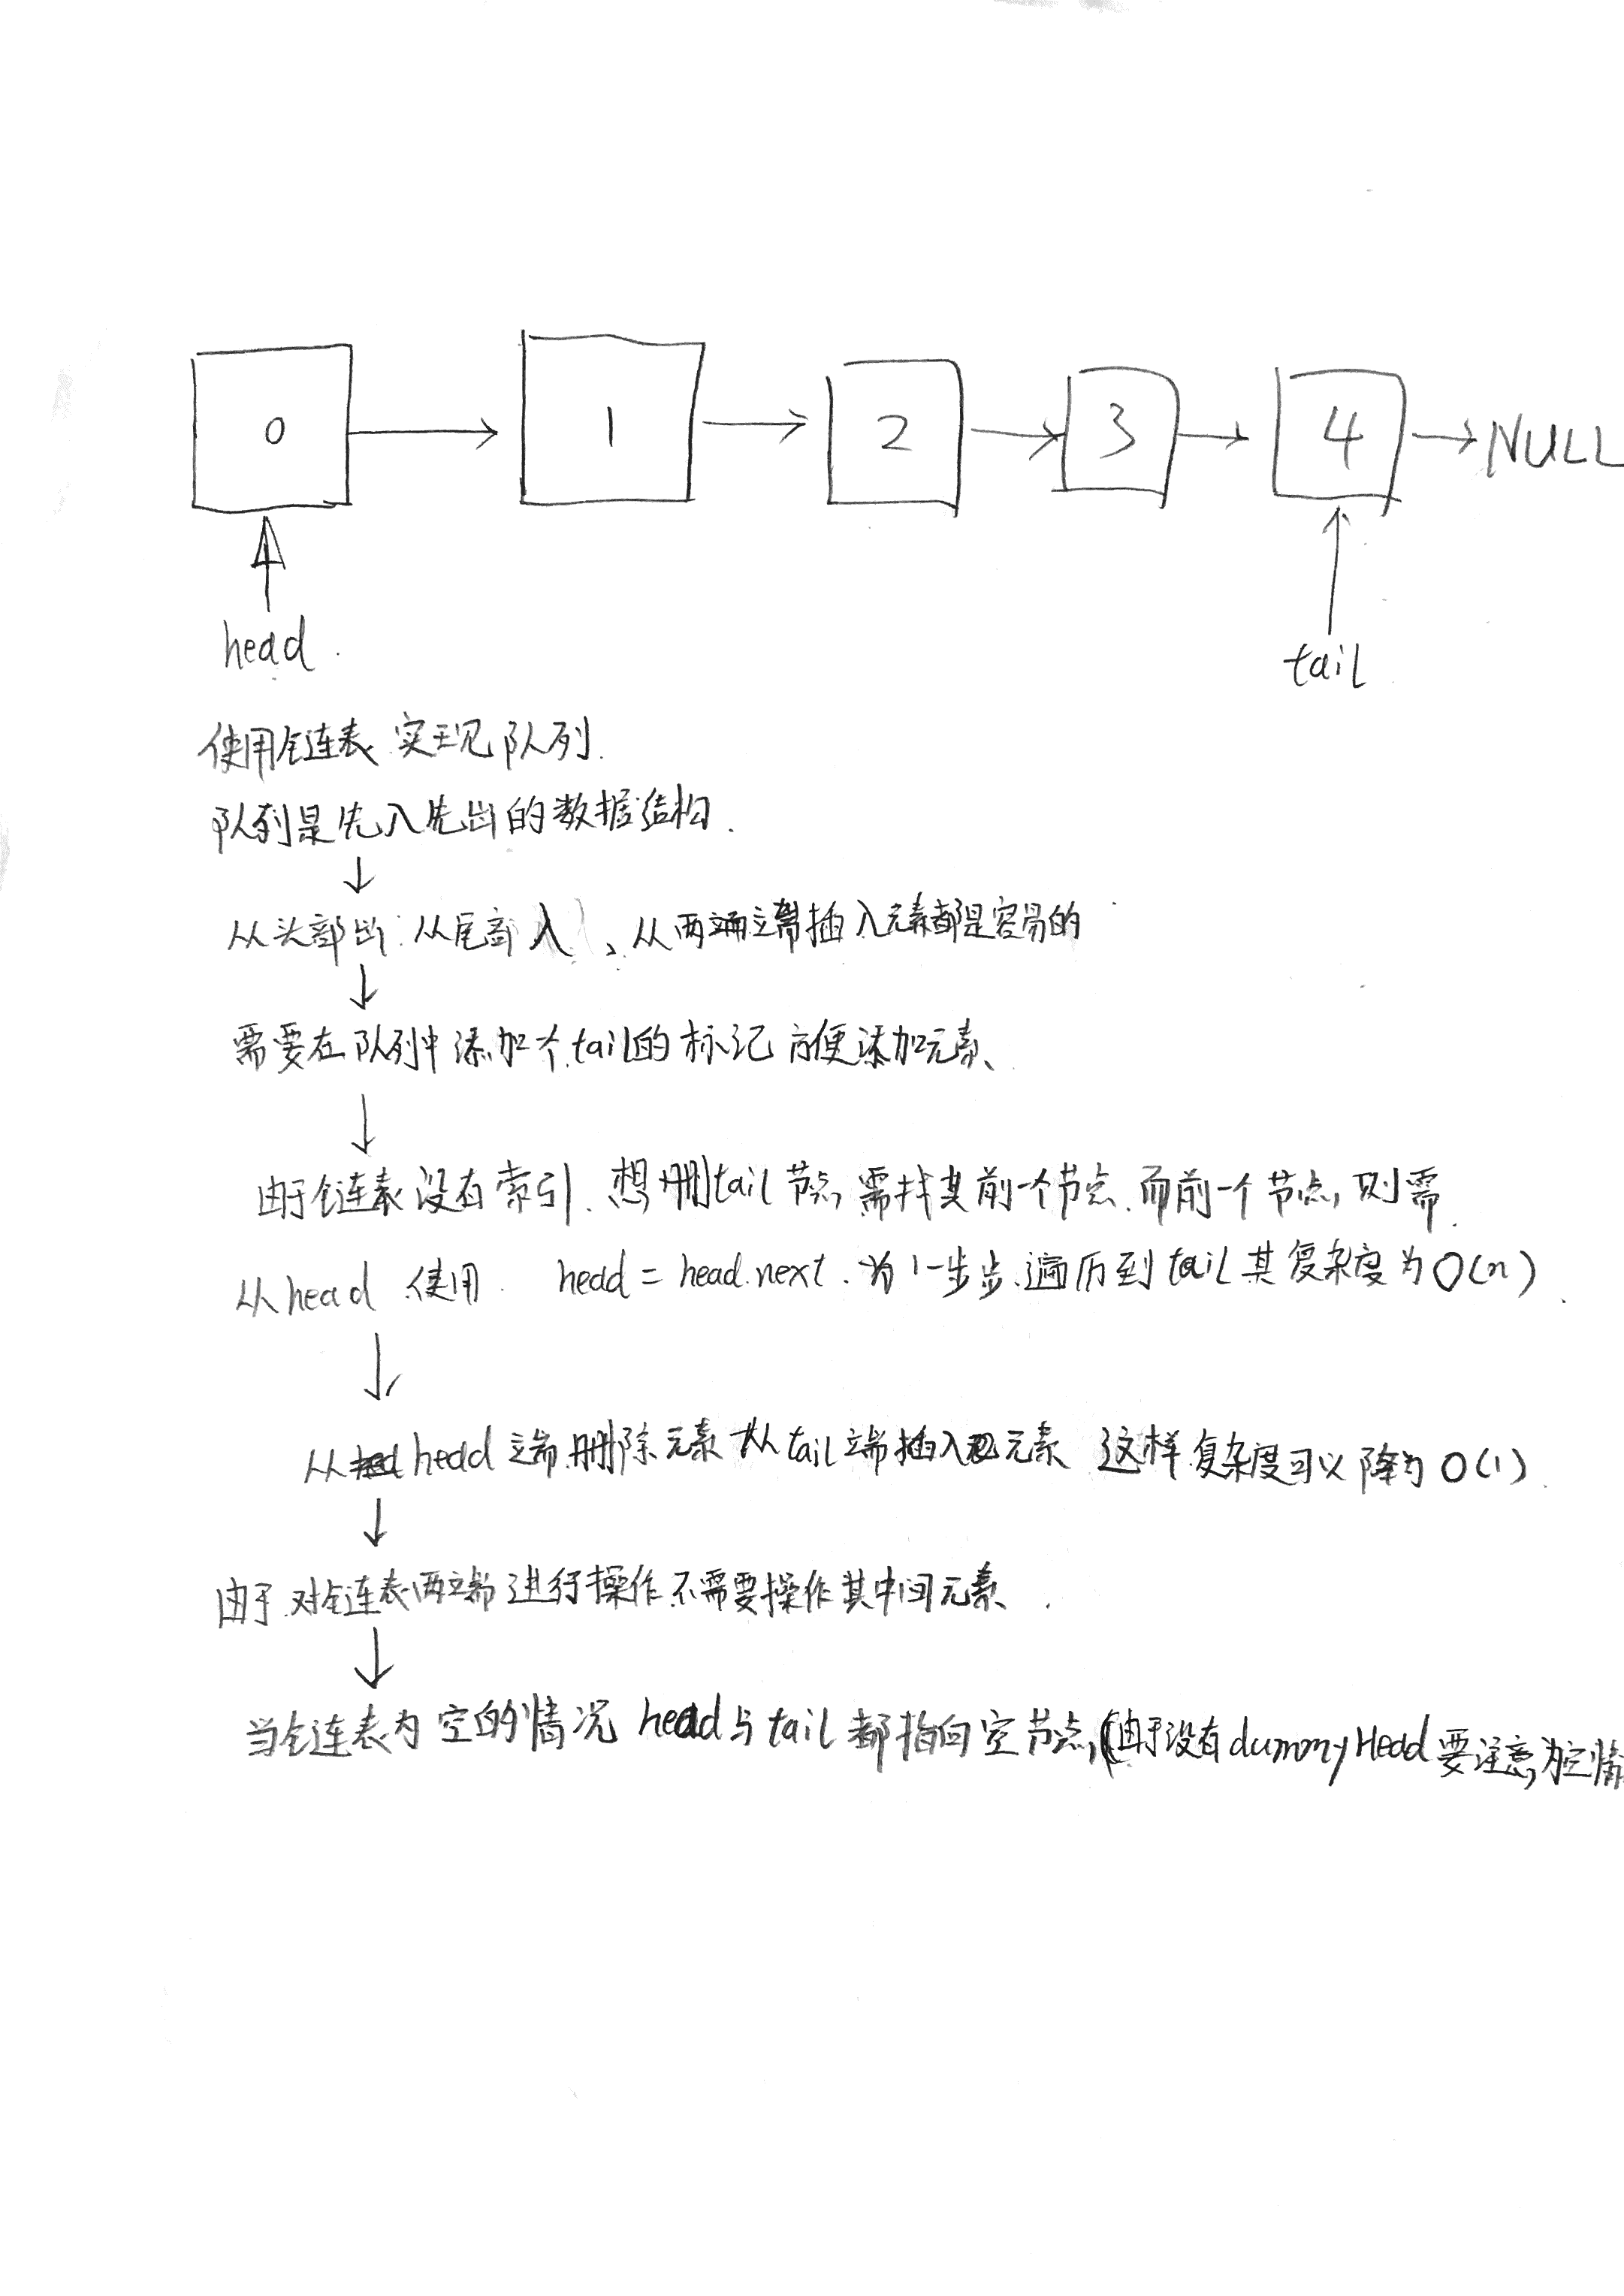 0 1 2 3 4 NULL
head
tail
使用链表实现队列.
队列是先入先出的数据结构.
从头部出 从尾部入、从两端插入元素都是容易的
需要在队列中添加个tail的标记方便添加元素、
由于链表没有索引.想删tail节点需找其前一个节点.而前一个节点,则需
从head 使用 head = head.next. 一步步遍历到tail其复杂度为O(n).
从head端删除元素从tail端插入元素 这样复杂度可以降为O(1).
由于对链表两端进行操作不需要操作其中间元素.
当链表为空的情况 head与tail都指向空节点,(由于没有dummyHead要注意为空情